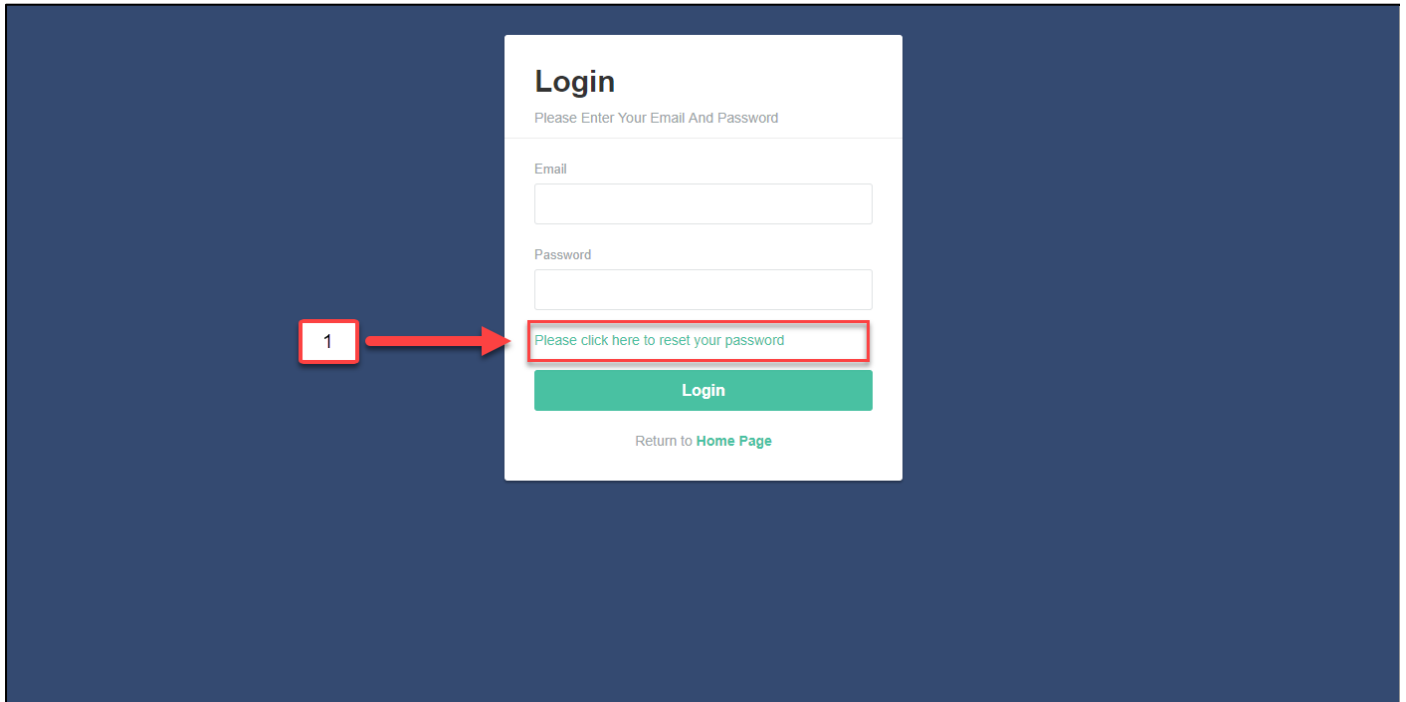 Login
Please Enter Your Email And Password
Email
Password
1
Please click here to reset your password
Login
Return to Home Page